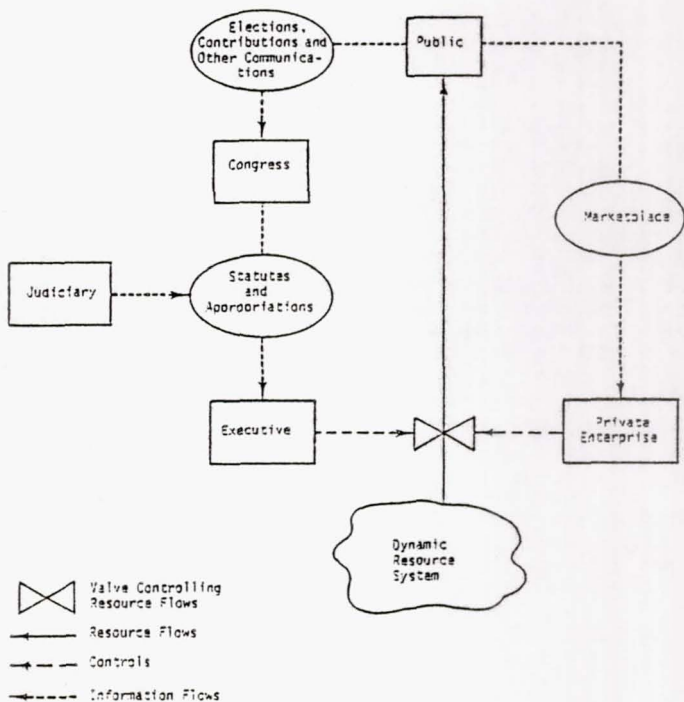 Elections,
Contributions and
Other Communica-
tions
Public
Congress
Marketplace
Judiciary
Statutes
and
Appropriations
Executive
Private
Enterprise
Dynamic
Resource
System
Valve Controlling
Resource Flows
Resource Flows
Controls
Information Flows